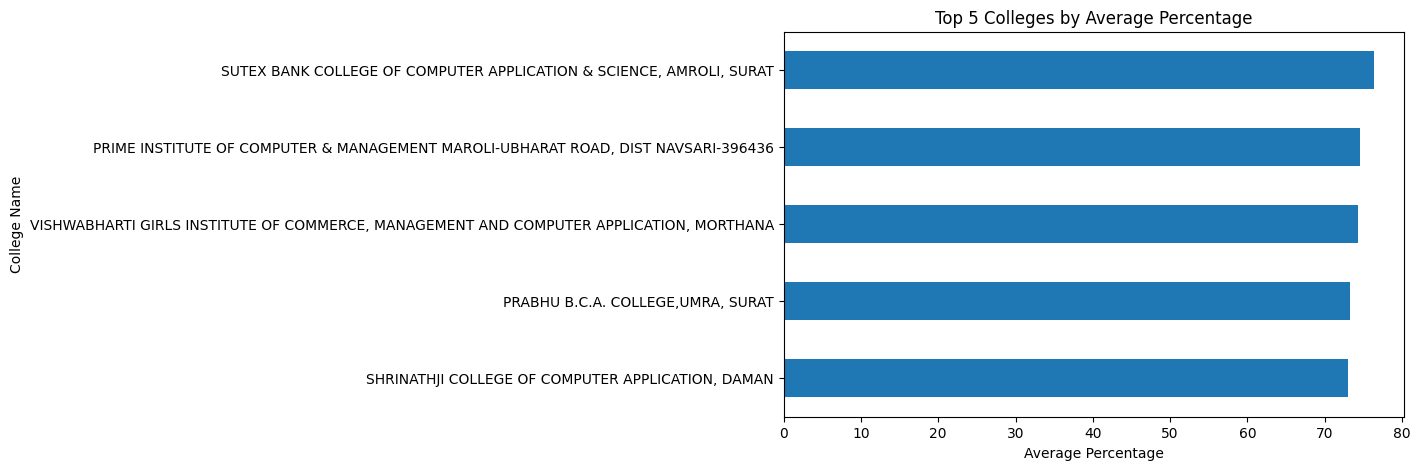 Top 5 Colleges by Average Percentage
College Name
SUTEX BANK COLLEGE OF COMPUTER APPLICATION & SCIENCE, AMROLI, SURAT
PRIME INSTITUTE OF COMPUTER & MANAGEMENT MAROLI-UBHARAT ROAD, DIST NAVSARI-396436
VISHWABHARTI GIRLS INSTITUTE OF COMMERCE, MANAGEMENT AND COMPUTER APPLICATION, MORTHANA
PRABHU B.C.A. COLLEGE,UMRA, SURAT
SHRINATHJI COLLEGE OF COMPUTER APPLICATION, DAMAN
0 10 20 30 40 50 60 70 80
Average Percentage